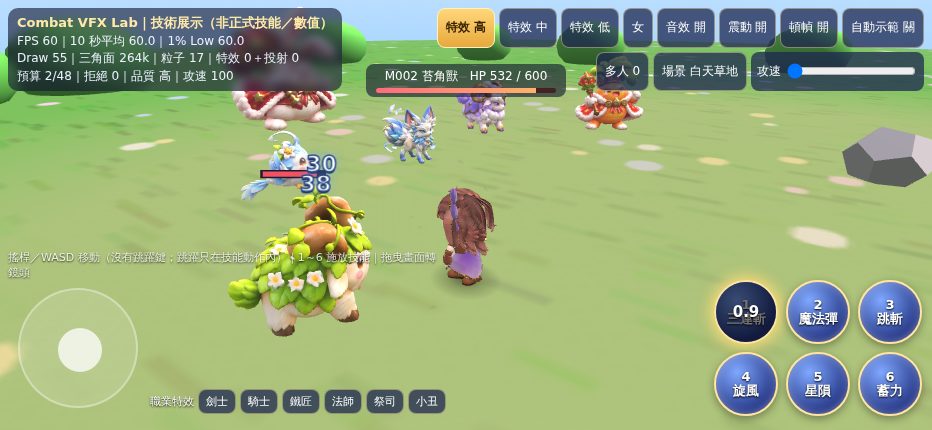 Combat VFX Lab｜技術展示（非正式技能／數值）
FPS 60｜10 秒平均 60.0｜1% Low 60.0
Draw 55｜三角面 264k｜粒子 17｜特效 0＋投射 0
預算 2/48｜拒絕 0｜品質 高｜攻速 100
特效 高
特效 中
特效 低
女
音效 開
震動 開
頓幀 開
自動示範 關
M002 苔角獸 HP 532 / 600
多人 0
場景 白天草地
攻速
30
38
搖桿／WASD 移動（沒有跳躍鍵；跳躍只在技能動作內）｜1～6 施放技能｜拖曳畫面轉
鏡頭
1
三連斬
0.9
2
魔法彈
3
跳斬
4
旋風
5
星隕
6
蓄力
職業特效
劍士
騎士
鐵匠
法師
祭司
小丑